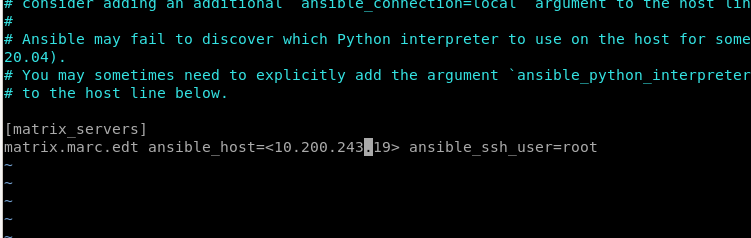 # consider adding an additional `ansible_connection=local` argument to the host lin
#
# Ansible may fail to discover which Python interpreter to use on the host for some
20.04).
# You may sometimes need to explicitly add the argument `ansible_python_interpreter
# to the host line below.
[matrix_servers]
matrix.marc.edt ansible_host=<10.200.243.19> ansible_ssh_user=root
~
~
~
~
~